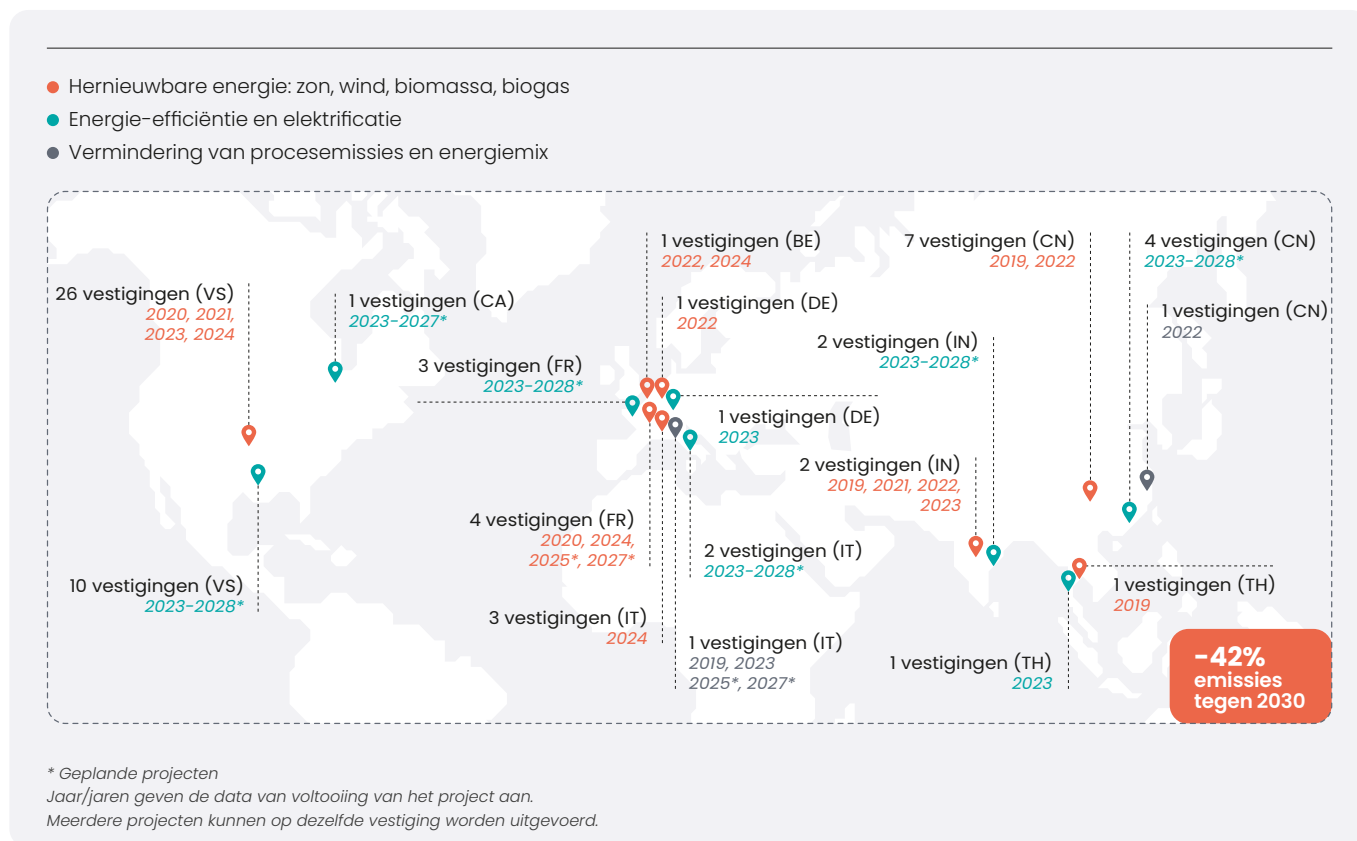 Hernieuwbare energie: zon, wind, biomassa, biogas
Energie-efficiëntie en elektrificatie
Vermindering van procesemissies en energiemix
26 vestigingen (VS)
2020, 2021,
2023, 2024
1 vestigingen (CA)
2023-2027*
10 vestigingen (VS)
2023-2028*
3 vestigingen (FR)
2023-2028*
1 vestigingen (BE)
2022, 2024
1 vestigingen (DE)
2022
1 vestigingen (DE)
2023
4 vestigingen (FR)
2020, 2024,
2025*, 2027*
3 vestigingen (IT)
2024
2 vestigingen (IT)
2023-2028*
1 vestigingen (IT)
2019, 2023
2025*, 2027*
2 vestigingen (IN)
2023-2028*
2 vestigingen (IN)
2019, 2021, 2022,
2023
7 vestigingen (CN)
2019, 2022
4 vestigingen (CN)
2023-2028*
1 vestigingen (CN)
2022
1 vestigingen (TH)
2019
1 vestigingen (TH)
2023
-42%
emissies
tegen 2030
* Geplande projecten
Jaar/jaren geven de data van voltooiing van het project aan.
Meerdere projecten kunnen op dezelfde vestiging worden uitgevoerd.